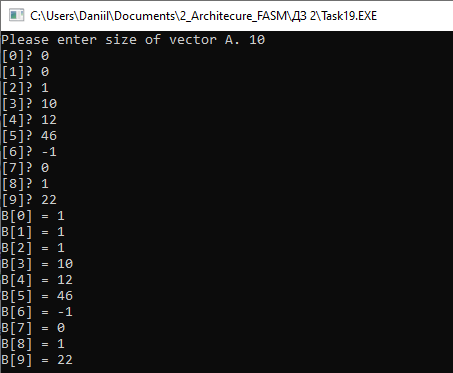 C:\Users\Daniil\Documents\2_Architecure_FASM\ДЗ 2\Task19.EXE
Please enter size of vector A. 10
[0]? 0
[1]? 0
[2]? 1
[3]? 10
[4]? 12
[5]? 46
[6]? -1
[7]? 0
[8]? 1
[9]? 22
B[0] = 1
B[1] = 1
B[2] = 1
B[3] = 10
B[4] = 12
B[5] = 46
B[6] = -1
B[7] = 0
B[8] = 1
B[9] = 22